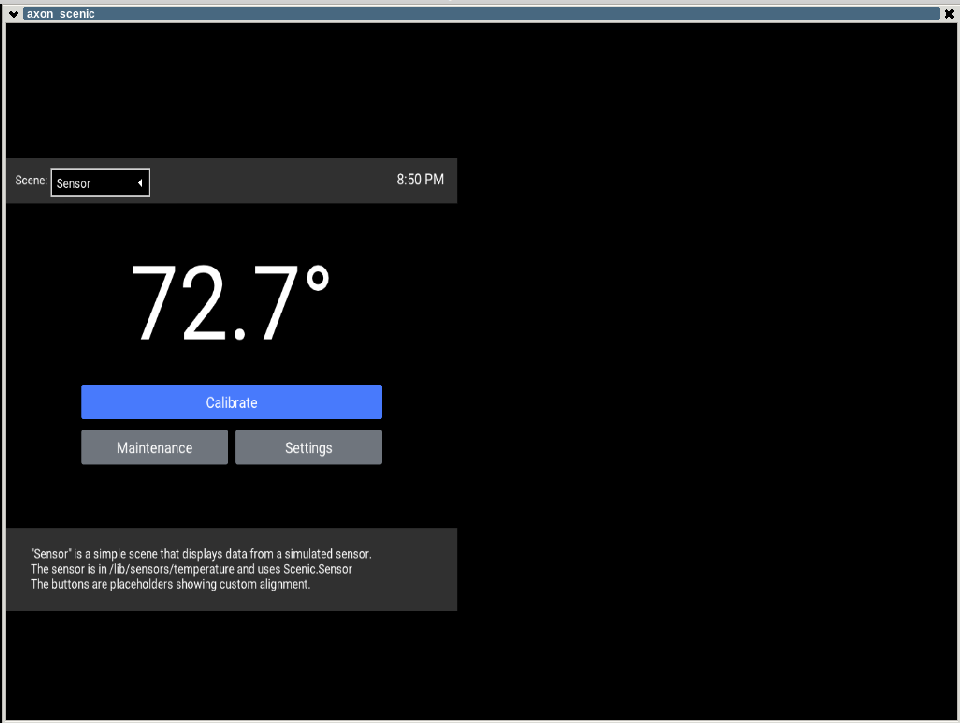 axon_scenic
Scene:
Sensor
8:50 PM
72.7°
Calibrate
Maintenance
Settings
"Sensor" is a simple scene that displays data from a simulated sensor.
The sensor is in /lib/sensors/temperature and uses Scenic.Sensor
The buttons are placeholders showing custom alignment.